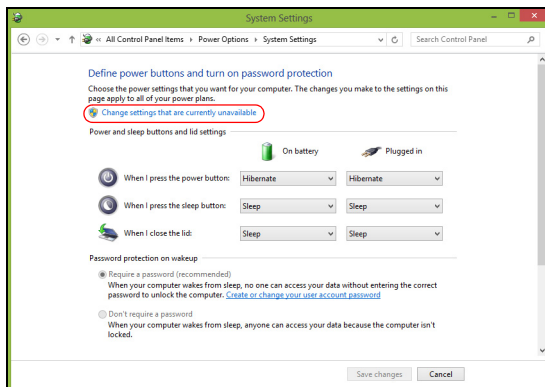 System Settings
« All Control Panel Items ▸ Power Options ▸ System Settings
Search Control Panel
Define power buttons and turn on password protection
Choose the power settings that you want for your computer. The changes you make to the settings on this
page apply to all of your power plans.
Change settings that are currently unavailable
Power and sleep buttons and lid settings
On battery Plugged in
When I press the power button: Hibernate Hibernate
When I press the sleep button: Sleep Sleep
When I close the lid: Sleep Sleep
Password protection on wakeup
Require a password (recommended)
When your computer wakes from sleep, no one can access your data without entering the correct
password to unlock the computer. Create or change your user account password
Don't require a password
When your computer wakes from sleep, anyone can access your data because the computer isn't
locked.
Save changes Cancel